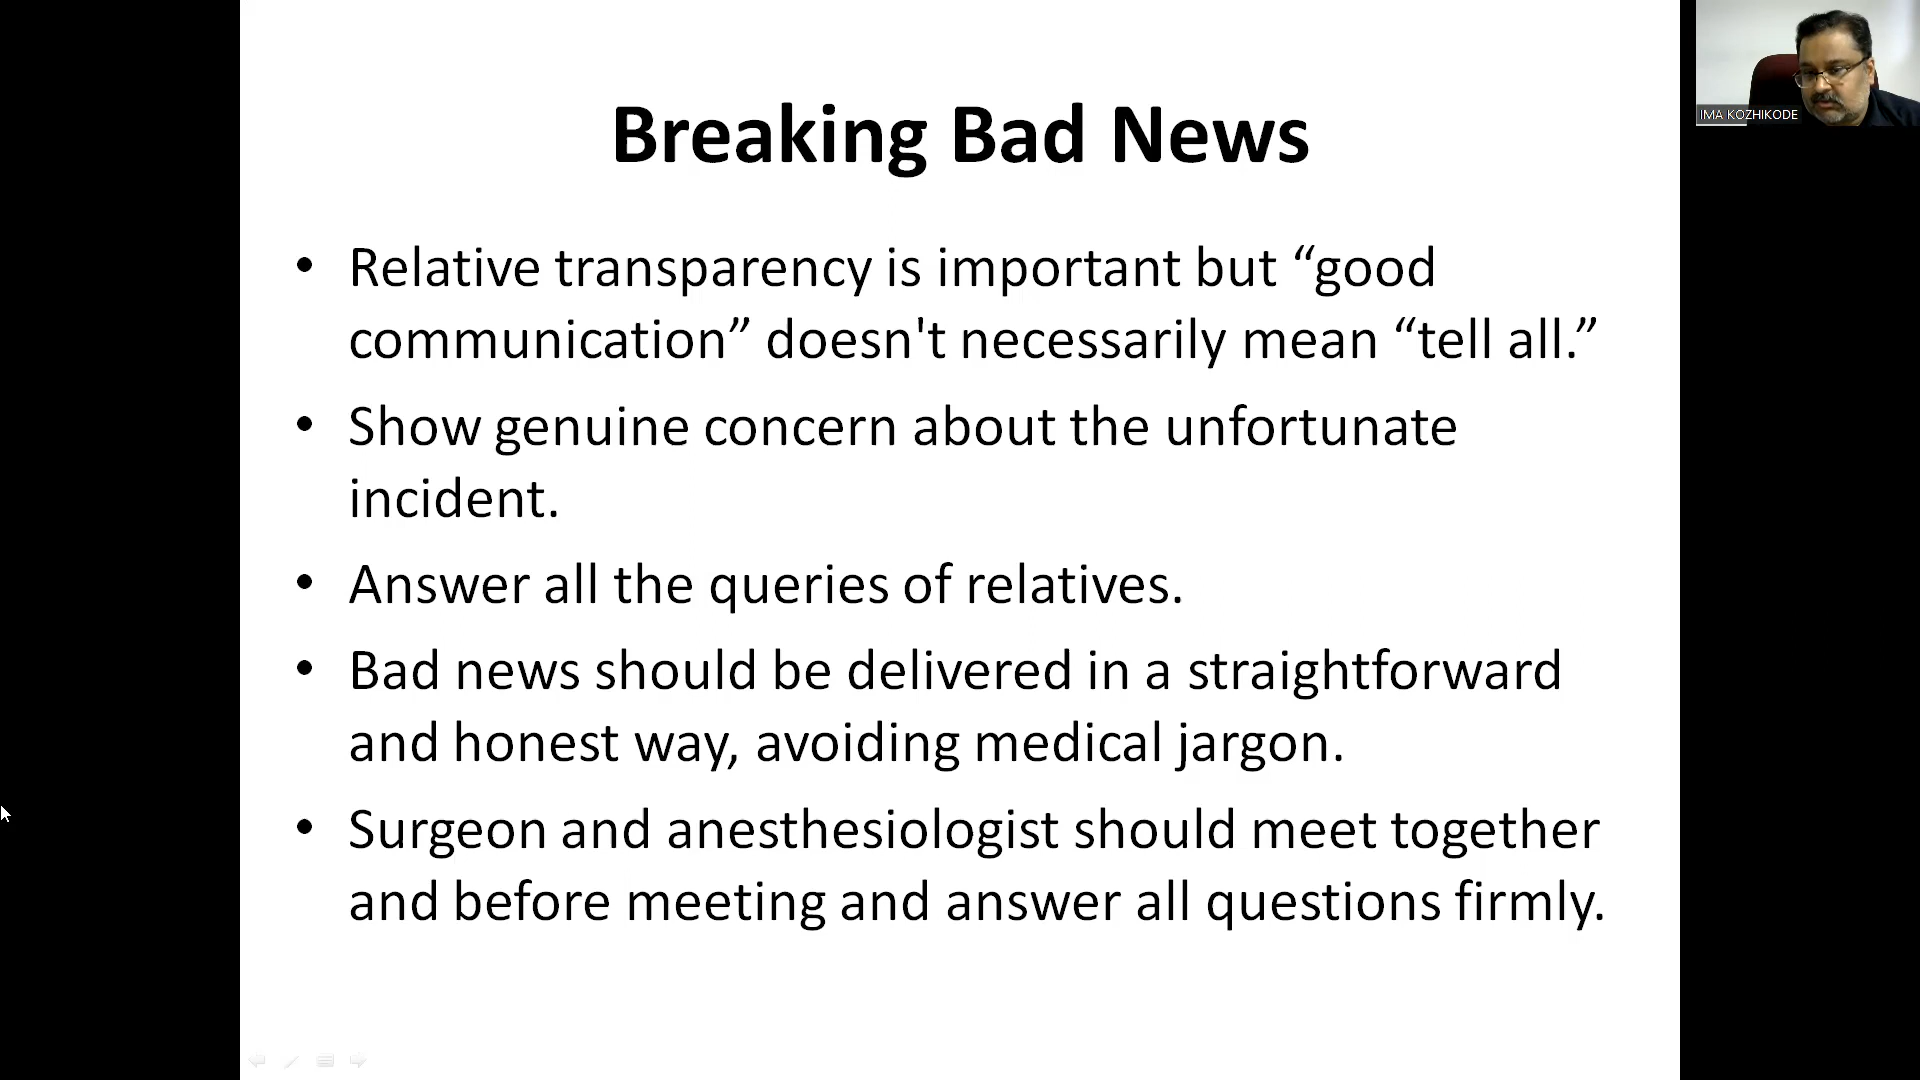 Breaking Bad News
• Relative transparency is important but “good
communication” doesn't necessarily mean “tell all.”
• Show genuine concern about the unfortunate
incident.
• Answer all the queries of relatives.
• Bad news should be delivered in a straightforward
and honest way, avoiding medical jargon.
• Surgeon and anesthesiologist should meet together
and before meeting and answer all questions firmly.
IMA KOZHIKODE